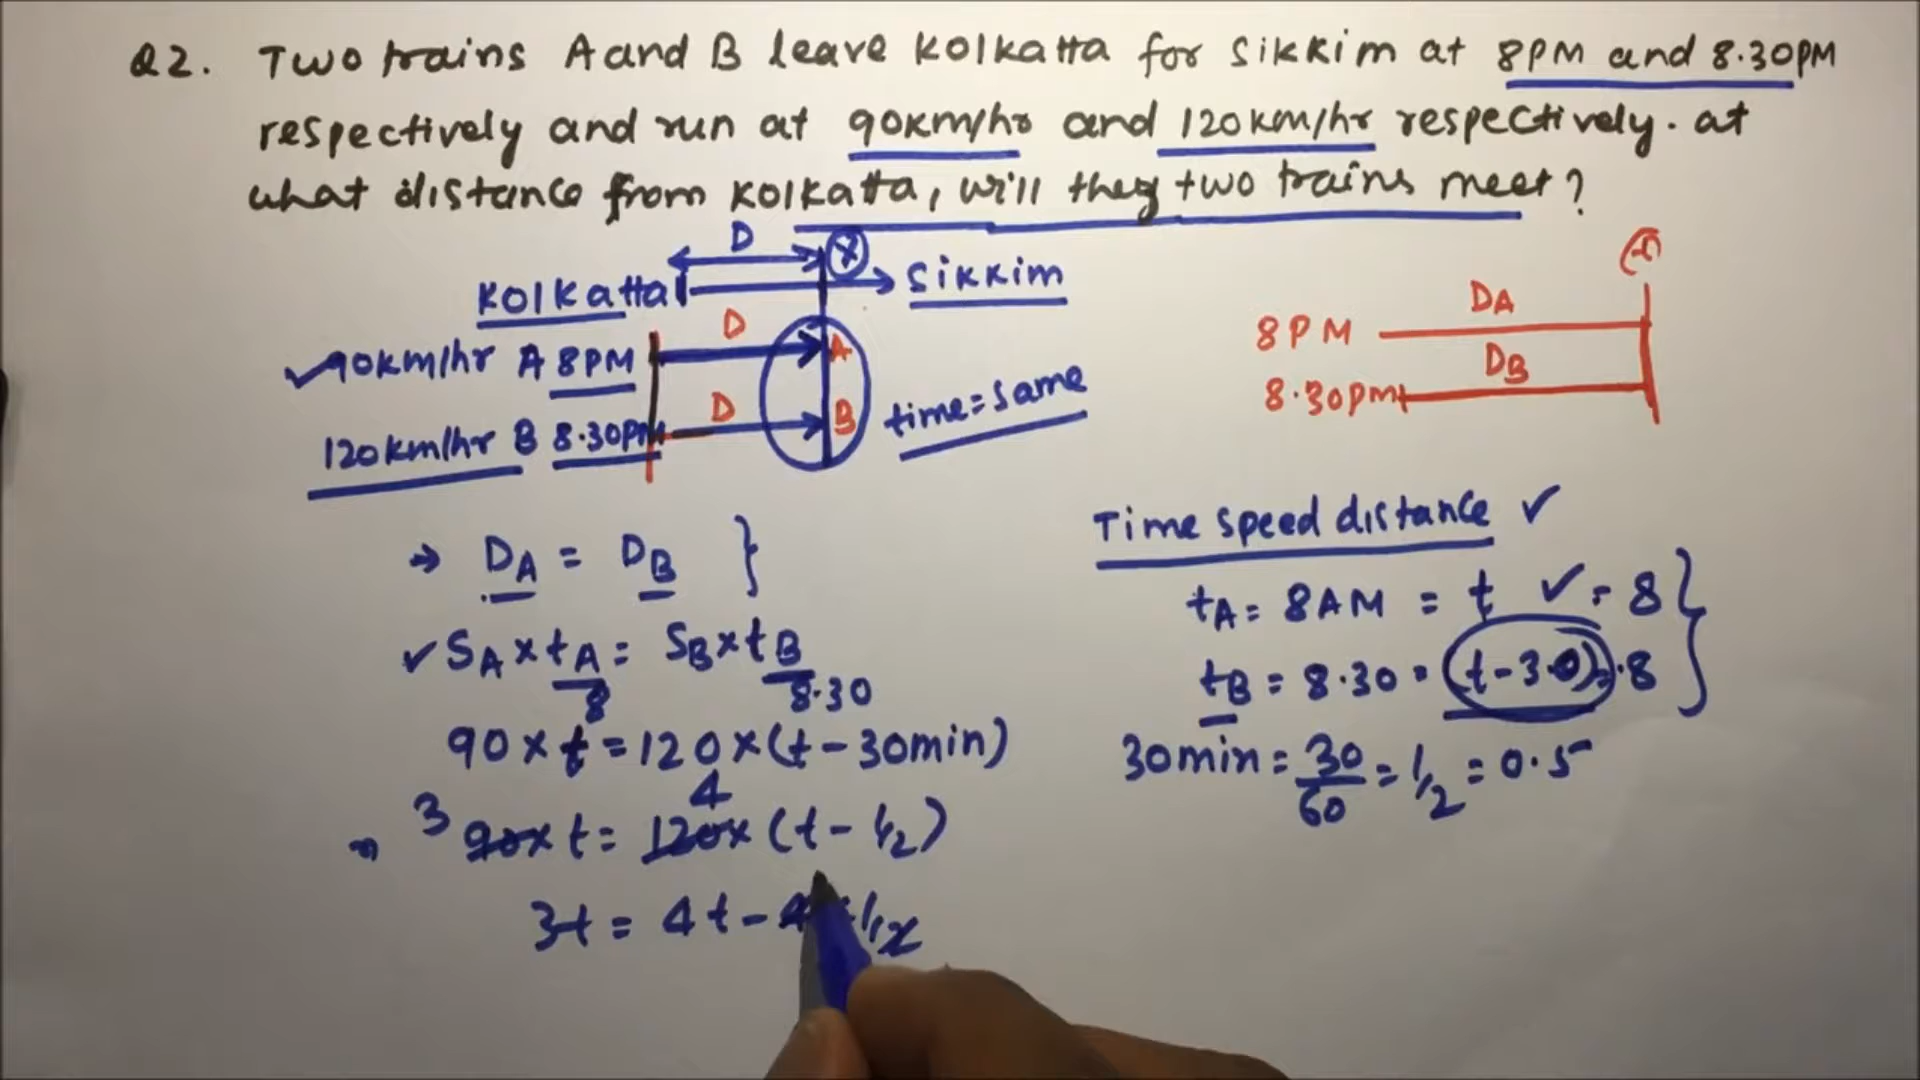 Q2. Two trains A and B leave Kolkatta for Sikkim at 8PM and 8.30PM
respectively and run at 90km/hr and 120km/hr respectively. at
what distance from Kolkatta, will they two trains meet?
D
Kolkatta Sikkim
90km/hr A 8PM D A
120km/hr B 8.30PM D B
time = same
8PM DA
8.30pm DB
→ DA = DB }
✓ SA × tA = SB × tB
8 8.30
90 × t = 120 × (t - 30min)
3 4
90 × t = 120 × (t - 1/2)
3t = 4t - 4 1/2
Time speed distance ✓
tA = 8AM = t ✓ = 8
tB = 8.30 = (t - 30) = 8
30min = 30/60 = 1/2 = 0.5